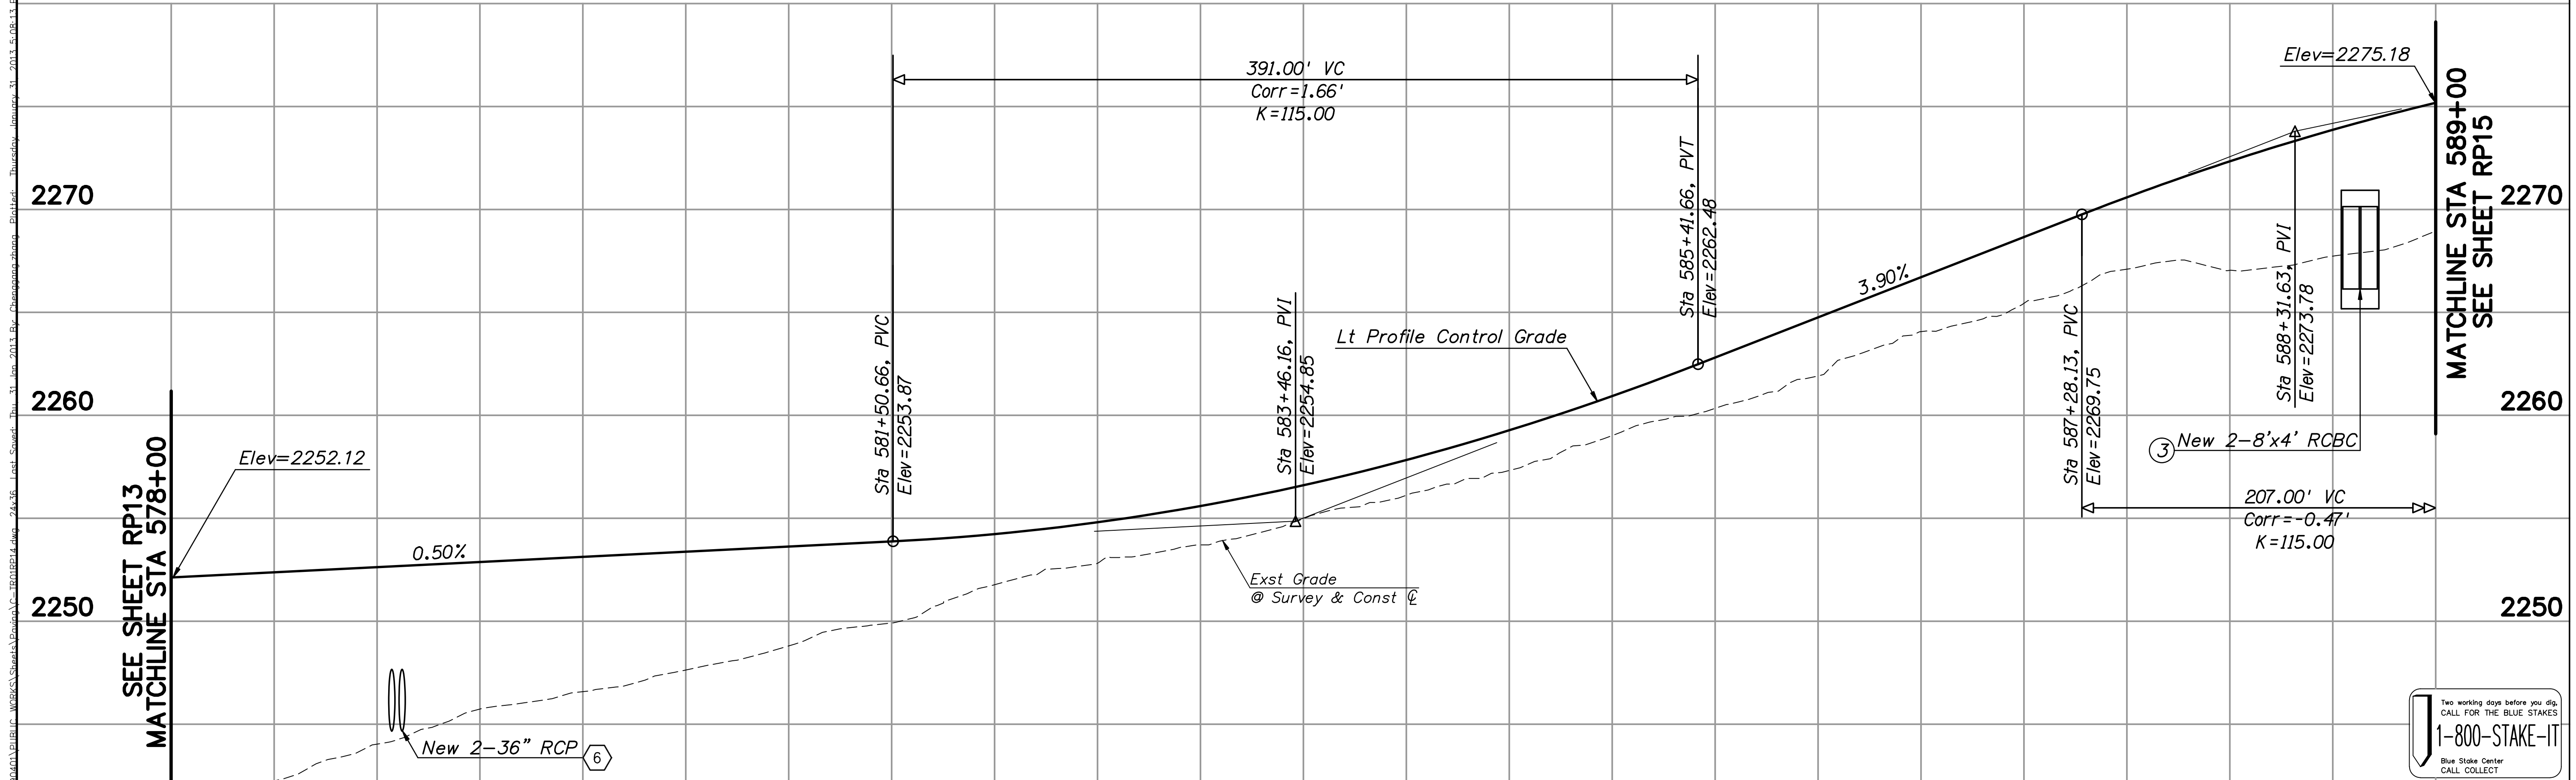 391.00' VC
Corr=1.66'
K=115.00
Elev=2275.18
MATCHLINE STA 589+00
SEE SHEET RP15
2270
2270
Sta 585+41.66, PVT
Elev=2262.48
3.90%
Sta 588+31.63, PVI
Elev=2273.78
Sta 581+50.66, PVC
Elev=2253.87
Sta 583+46.16, PVI
Elev=2254.85
Lt Profile Control Grade
Sta 587+28.13, PVC
Elev=2269.75
2260
2260
3 New 2-8'x4' RCBC
Elev=2252.12
SEE SHEET RP13
MATCHLINE STA 578+00
207.00' VC
Corr=-0.47'
K=115.00
0.50%
Exst Grade
@ Survey & Const ℄
2250
2250
New 2-36" RCP 6
Two working days before you dig,
CALL FOR THE BLUE STAKES
1-800-STAKE-IT
Blue Stake Center
CALL COLLECT